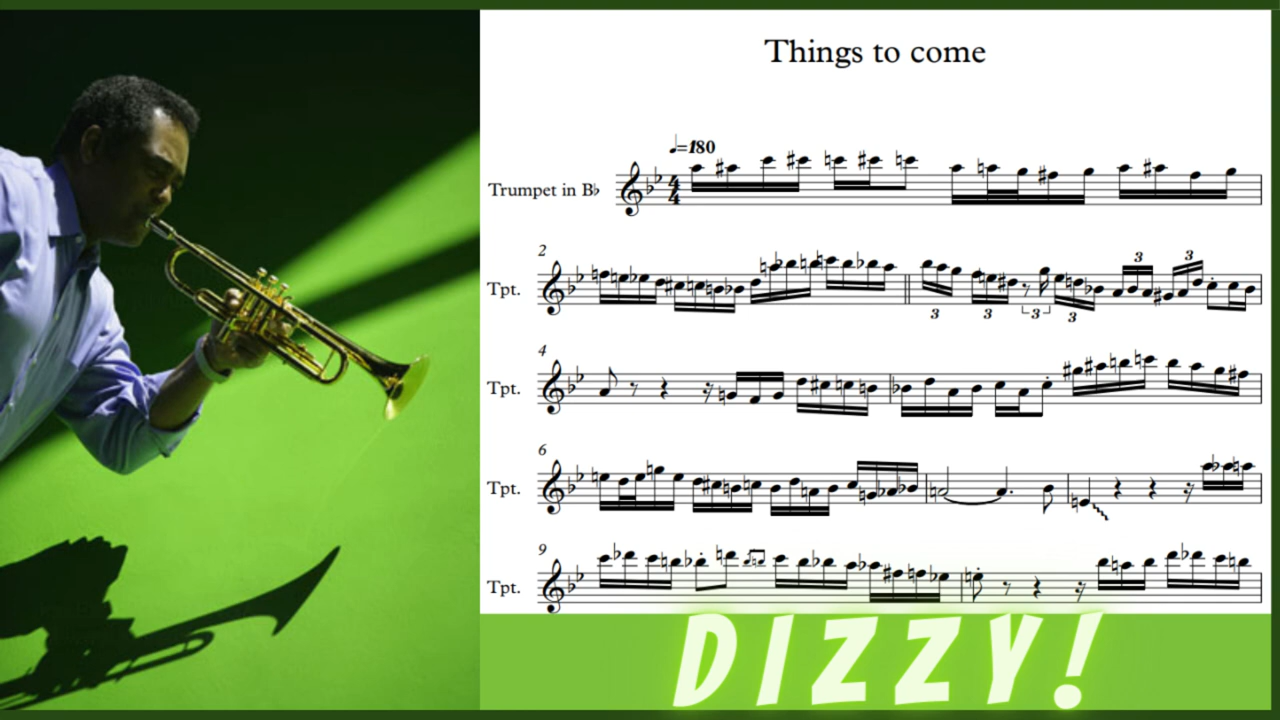 Things to come
♩=180
Trumpet in B♭
2
Tpt.
3 3 3 3 3 3
4
Tpt.
6
Tpt.
9
Tpt.
DIZZY!